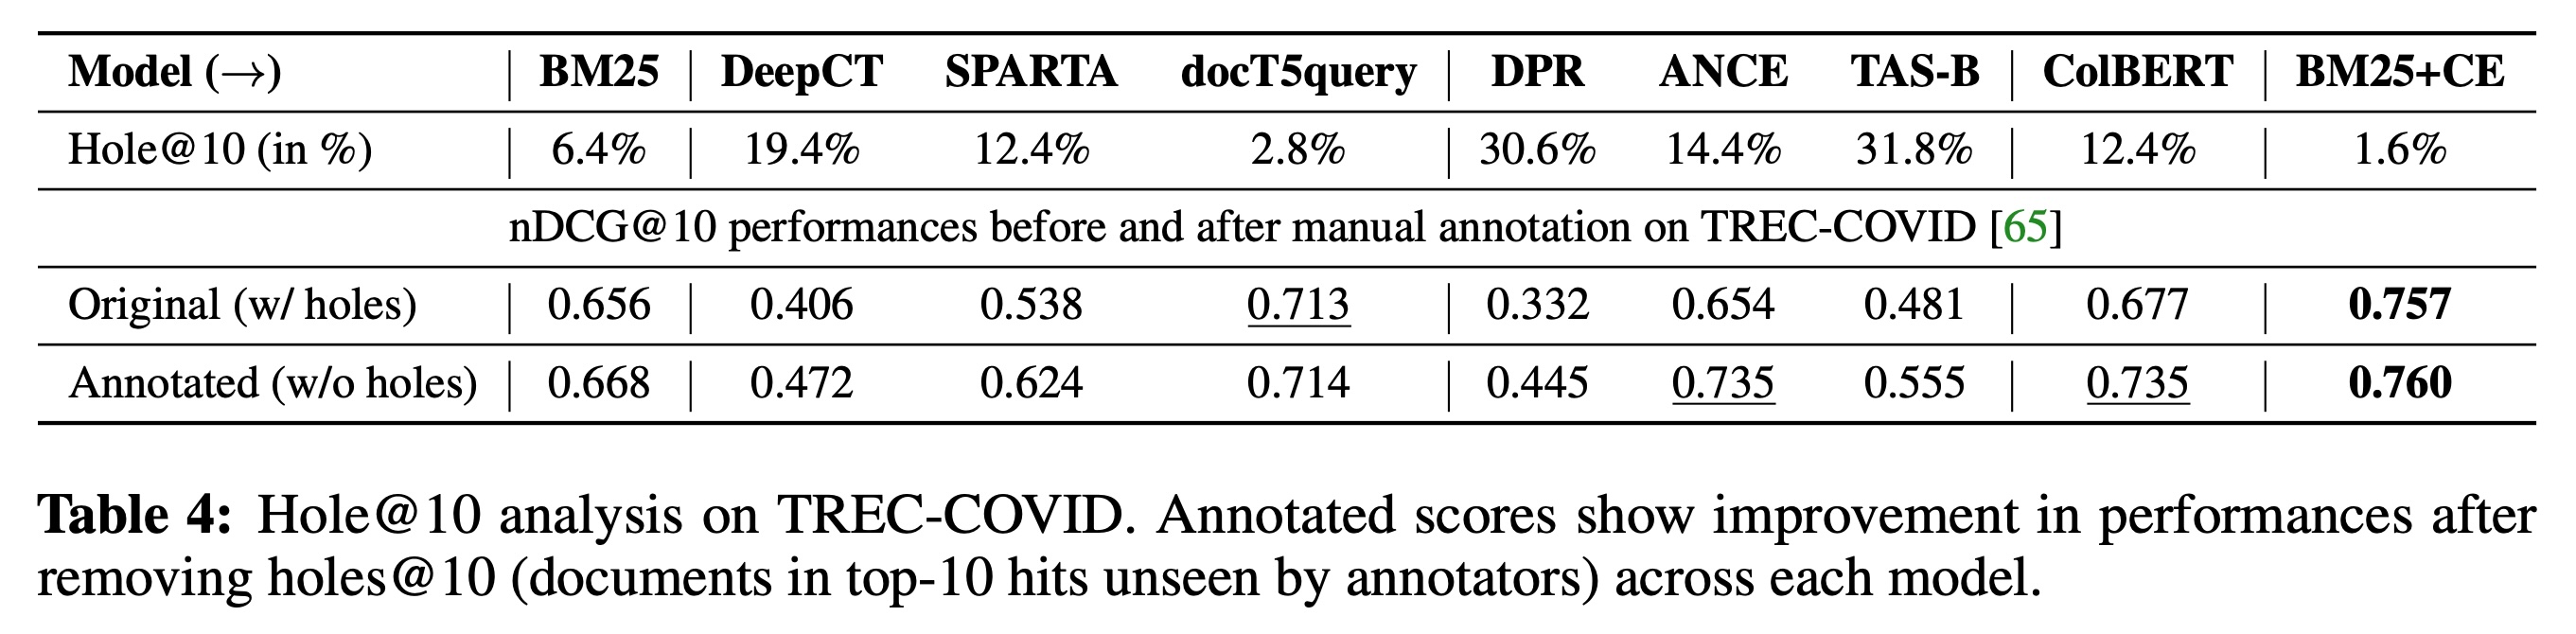 Model (→) BM25 DeepCT SPARTA docT5query DPR ANCE TAS-B ColBERT BM25+CE
Hole@10 (in %) 6.4% 19.4% 12.4% 2.8% 30.6% 14.4% 31.8% 12.4% 1.6%
nDCG@10 performances before and after manual annotation on TREC-COVID [65]
Original (w/ holes) 0.656 0.406 0.538 0.713 0.332 0.654 0.481 0.677 0.757
Annotated (w/o holes) 0.668 0.472 0.624 0.714 0.445 0.735 0.555 0.735 0.760
Table 4: Hole@10 analysis on TREC-COVID. Annotated scores show improvement in performances after
removing holes@10 (documents in top-10 hits unseen by annotators) across each model.